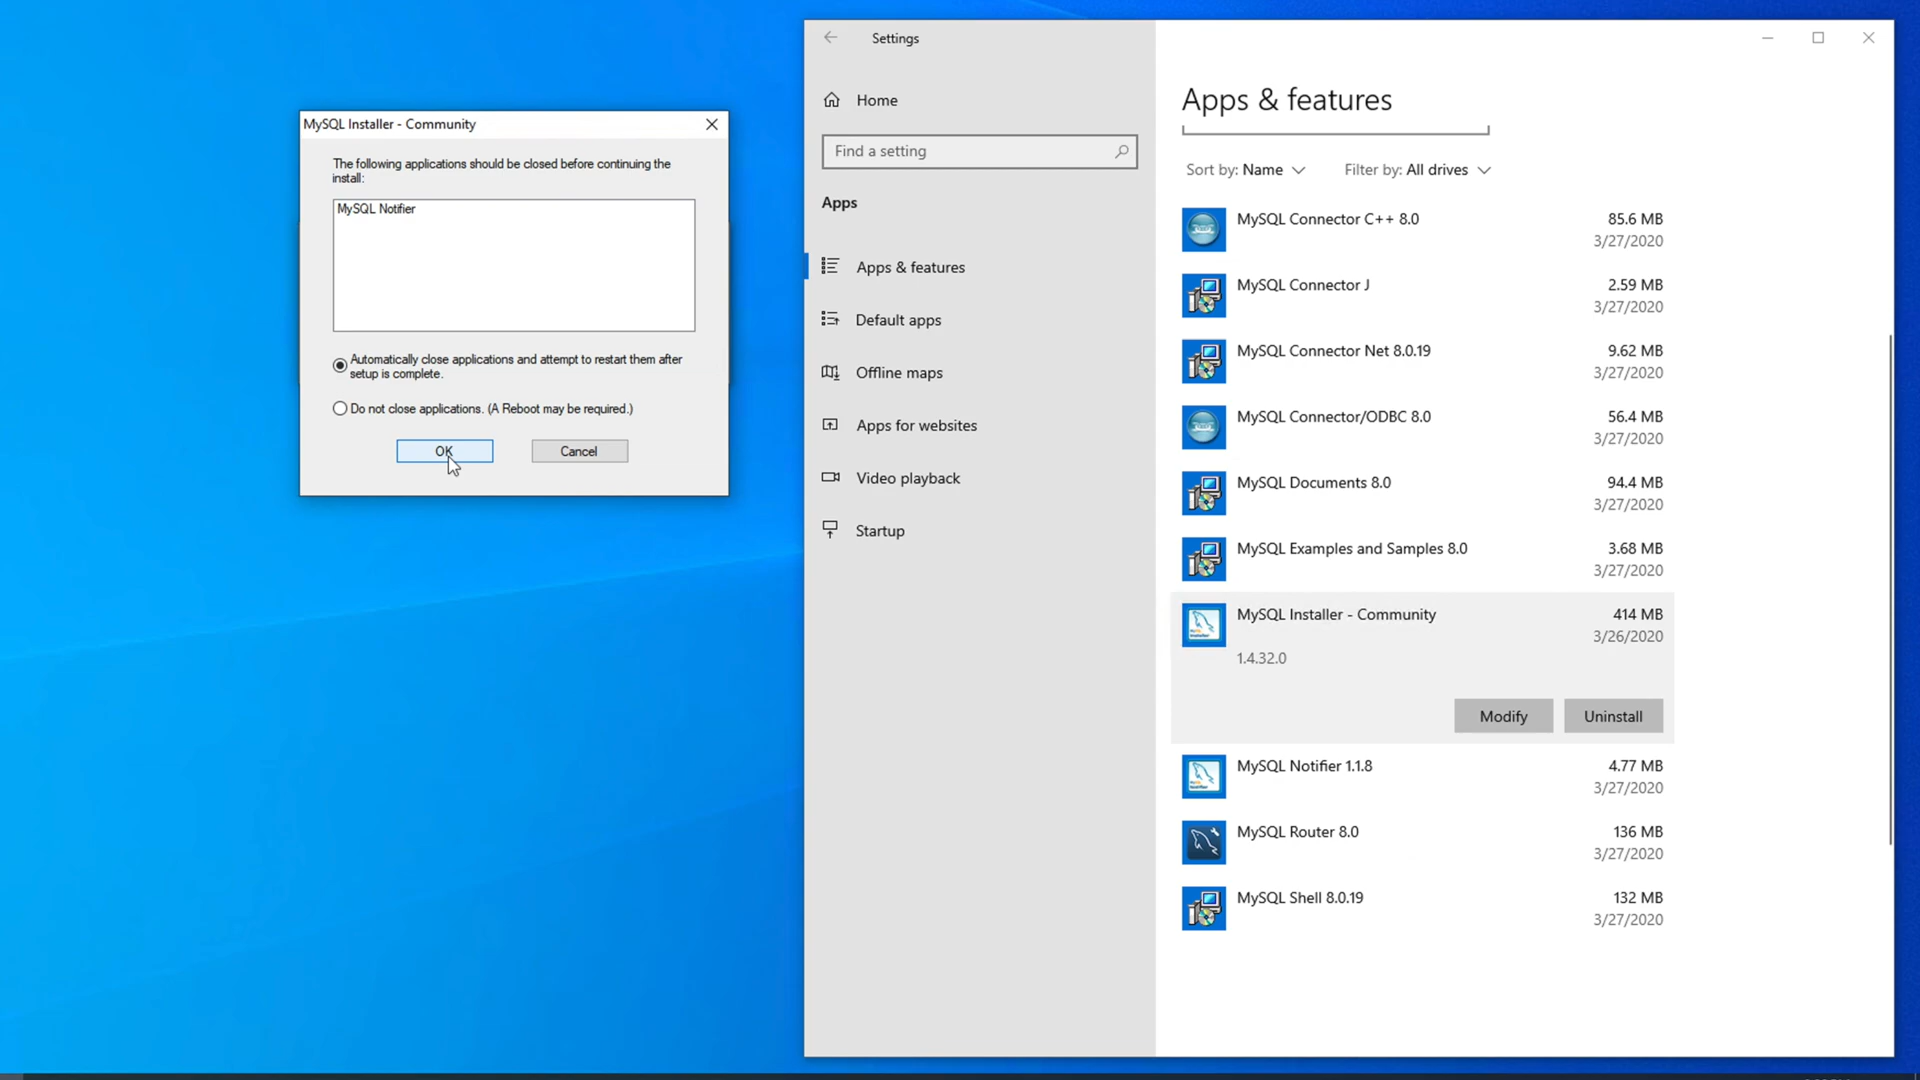 MySQL Installer - Community
The following applications should be closed before continuing the
install:
MySQL Notifier
Automatically close applications and attempt to restart them after
setup is complete.
Do not close applications. (A Reboot may be required.)
OK
Cancel
Settings
Home
Find a setting
Apps
Apps & features
Default apps
Offline maps
Apps for websites
Video playback
Startup
Apps & features
Sort by: Name
Filter by: All drives
MySQL Connector C++ 8.0
85.6 MB
3/27/2020
MySQL Connector J
2.59 MB
3/27/2020
MySQL Connector Net 8.0.19
9.62 MB
3/27/2020
MySQL Connector/ODBC 8.0
56.4 MB
3/27/2020
MySQL Documents 8.0
94.4 MB
3/27/2020
MySQL Examples and Samples 8.0
3.68 MB
3/27/2020
MySQL Installer - Community
414 MB
3/26/2020
1.4.32.0
Modify
Uninstall
MySQL Notifier 1.1.8
4.77 MB
3/27/2020
MySQL Router 8.0
136 MB
3/27/2020
MySQL Shell 8.0.19
132 MB
3/27/2020